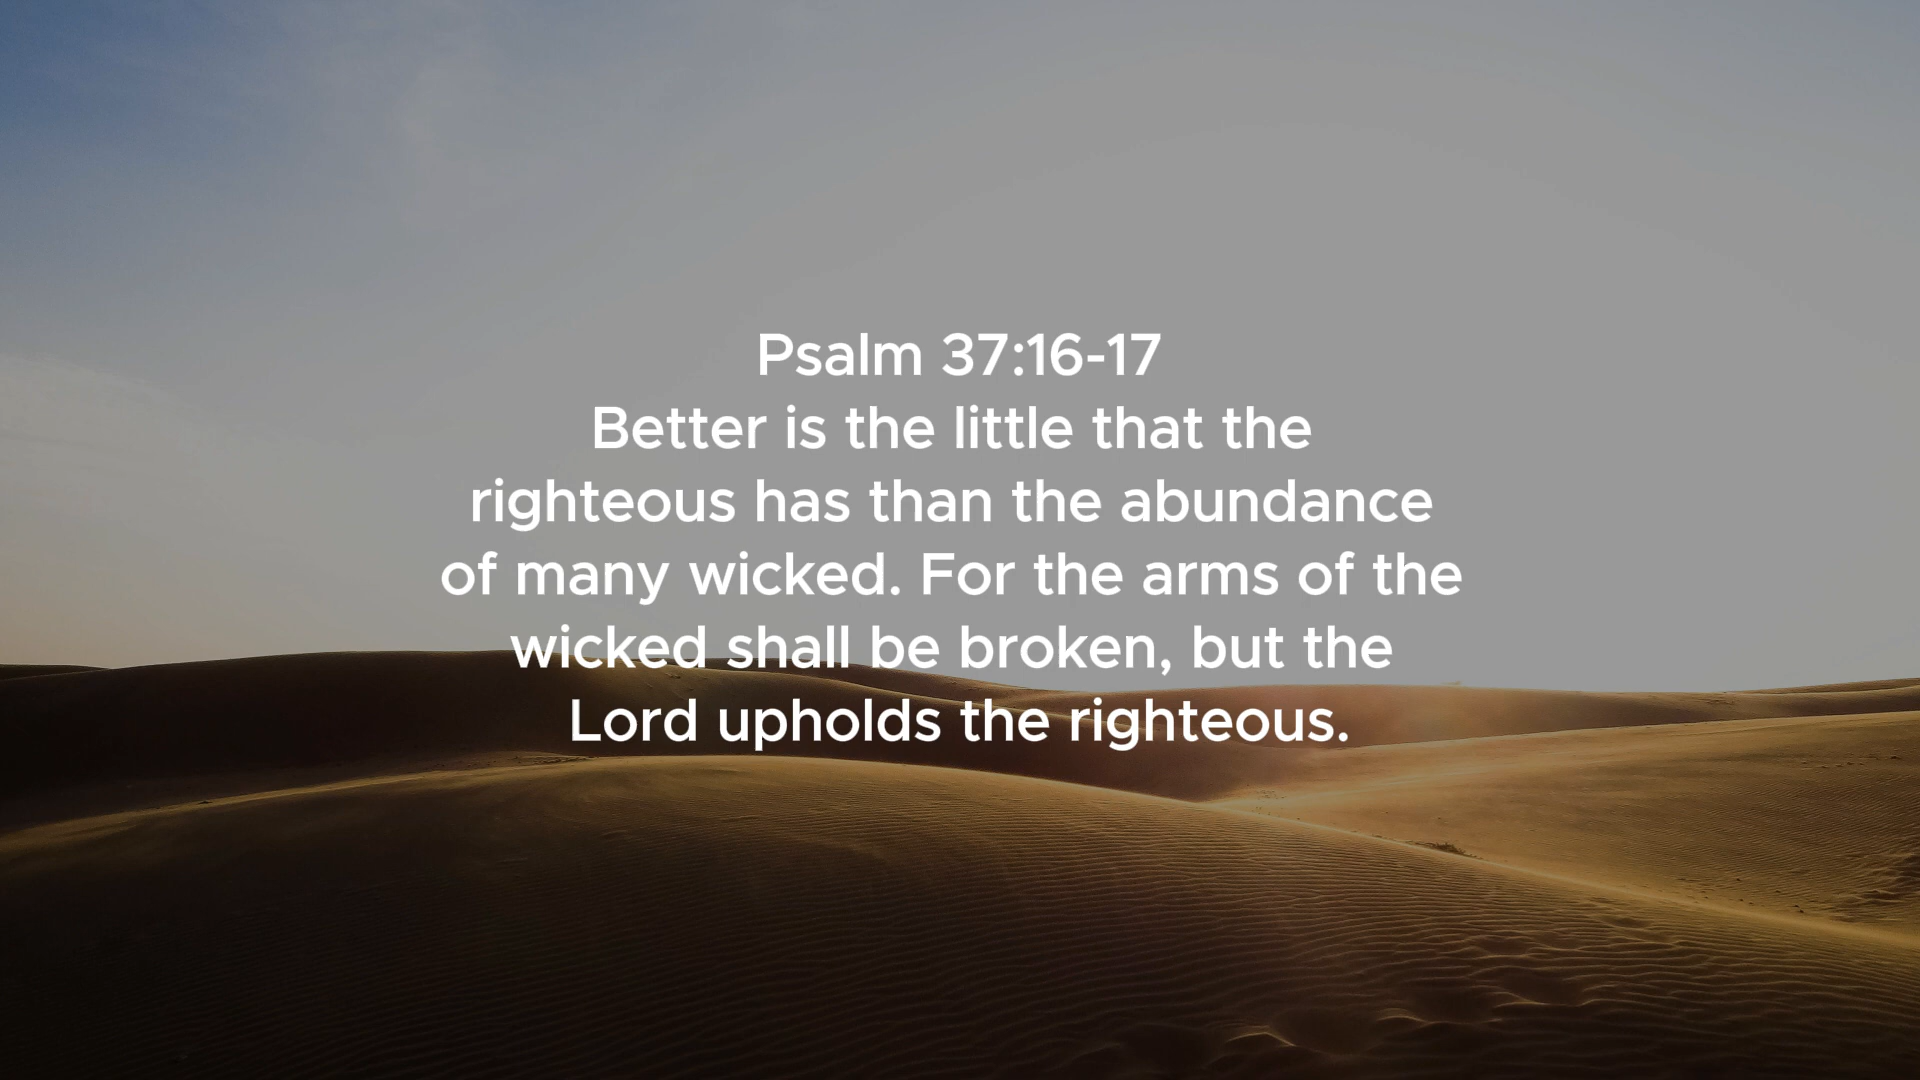 Psalm 37:16-17
Better is the little that the
righteous has than the abundance
of many wicked. For the arms of the
wicked shall be broken, but the
Lord upholds the righteous.